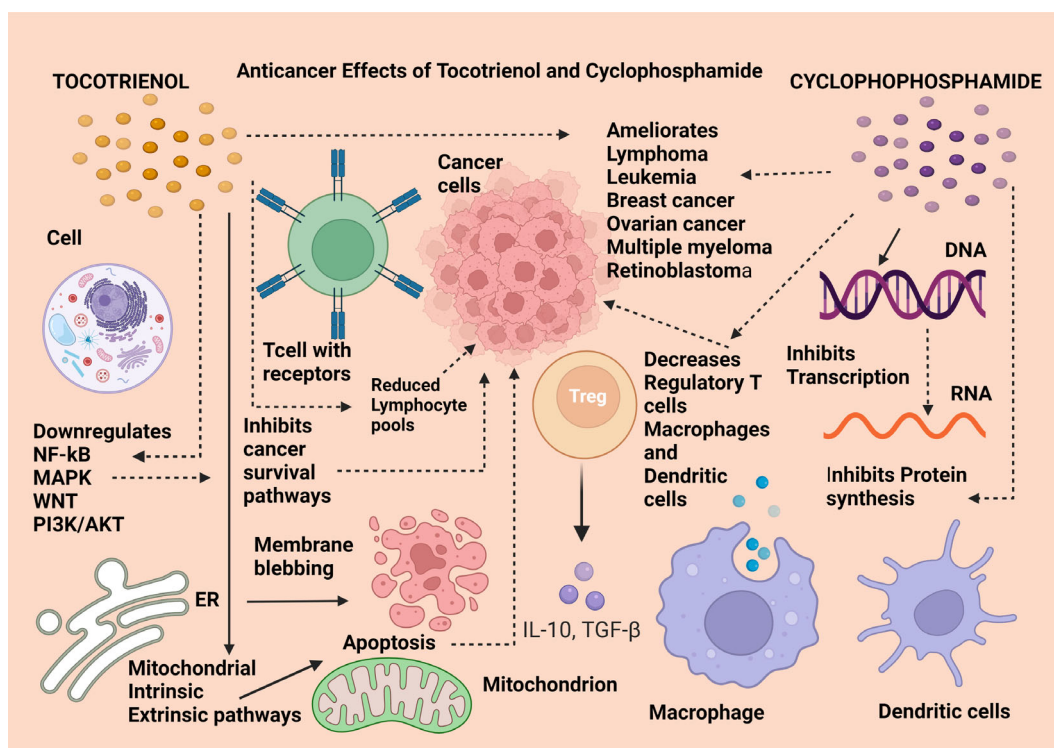 Anticancer Effects of Tocotrienol and Cyclophosphamide
TOCOTRIENOL
CYCLOPHOPHOSPHAMIDE
Ameliorates
Lymphoma
Leukemia
Breast cancer
Ovarian cancer
Multiple myeloma
Retinoblastoma
Cancer
cells
Cell
DNA
Tcell with
receptors
Reduced
Lymphocyte
pools
Treg
Decreases
Regulatory T
cells
Macrophages
and
Dendritic
cells
Inhibits
Transcription
RNA
Downregulates
NF-kB
MAPK
WNT
PI3K/AKT
Inhibits
cancer
survival
pathways
Inhibits Protein
synthesis
Membrane
blebbing
ER
Apoptosis
IL-10, TGF-β
Mitochondrial
Intrinsic
Extrinsic pathways
Mitochondrion
Macrophage
Dendritic cells